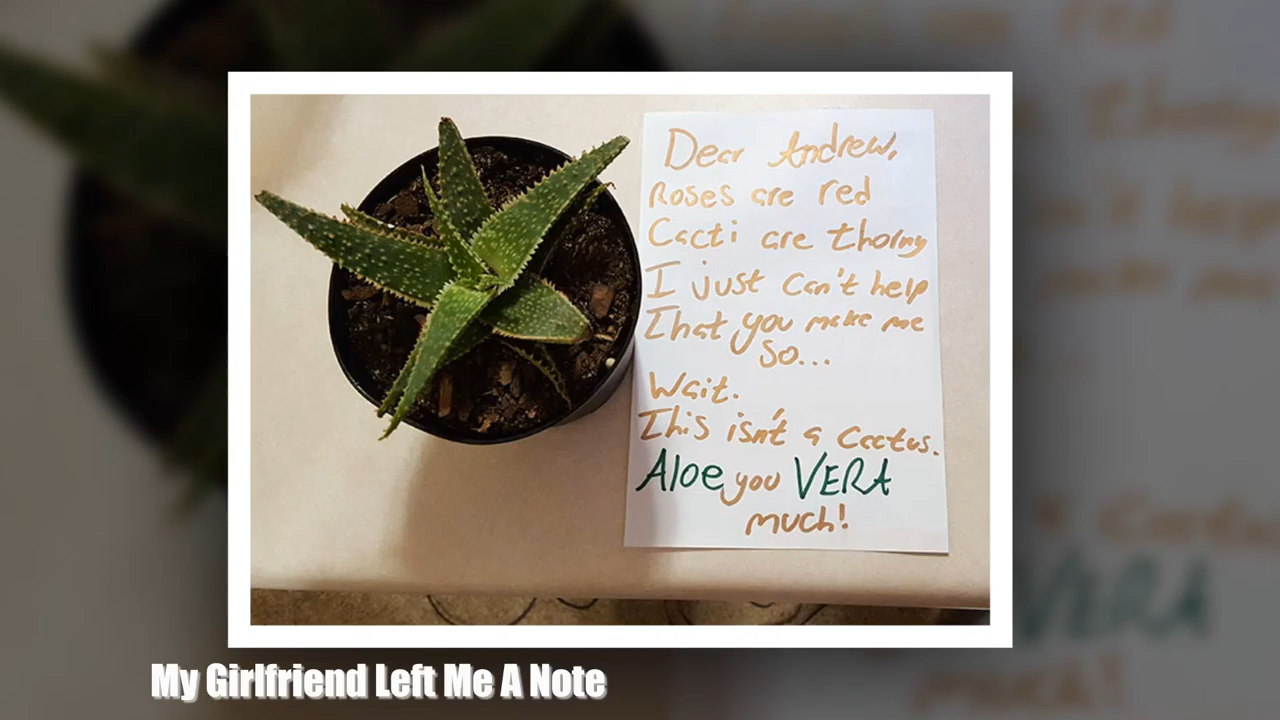 Dear Andrew,
Roses are red
Cacti are thorny
I just can't help
That you make me
So...
Wait.
This isn't a Cactus.
Aloe you VERA
much!
My Girlfriend Left Me A Note